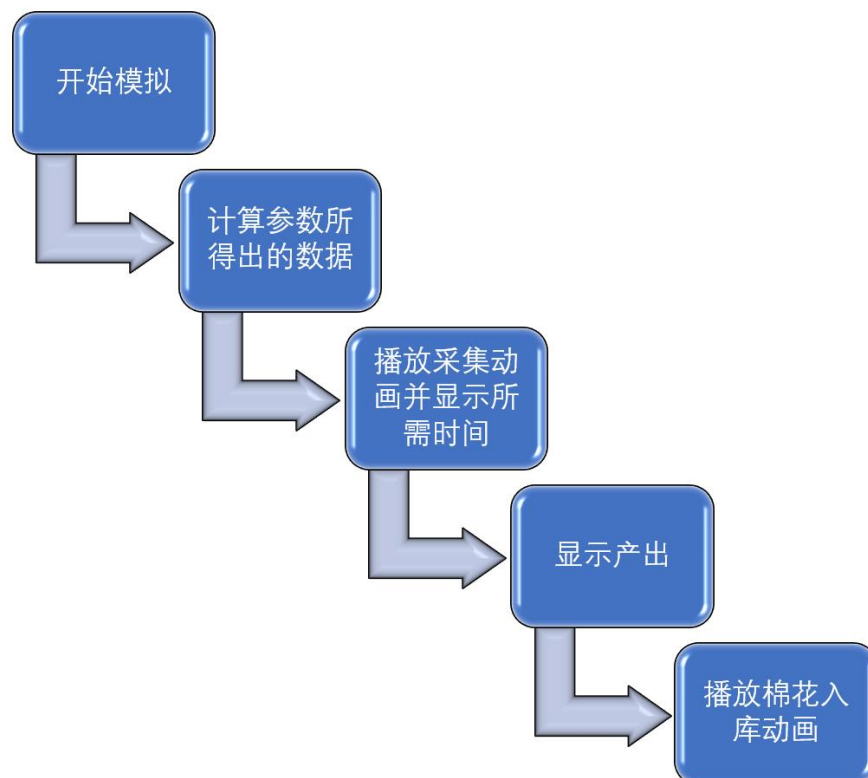 开始模拟
计算参数所
得出的数据
播放采集动
画并显示所
需时间
显示产出
播放棉花入
库动画